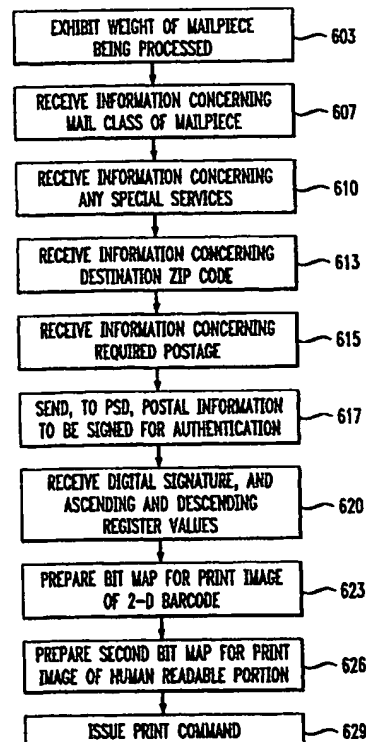 EXHIBIT WEIGHT OF MAILPIECE
BEING PROCESSED
603
RECEIVE INFORMATION CONCERNING
MAIL CLASS OF MAILPIECE
607
RECEIVE INFORMATION CONCERNING
ANY SPECIAL SERVICES
610
RECEIVE INFORMATION CONCERNING
DESTINATION ZIP CODE
613
RECEIVE INFORMATION CONCERNING
REQUIRED POSTAGE
615
SEND, TO PSD, POSTAL INFORMATION
TO BE SIGNED FOR AUTHENTICATION
617
RECEIVE DIGITAL SIGNATURE, AND
ASCENDING AND DESCENDING
REGISTER VALUES
620
PREPARE BIT MAP FOR PRINT IMAGE
OF 2-D BARCODE
623
PREPARE SECOND BIT MAP FOR PRINT
IMAGE OF HUMAN READABLE PORTION
626
ISSUE PRINT COMMAND
629